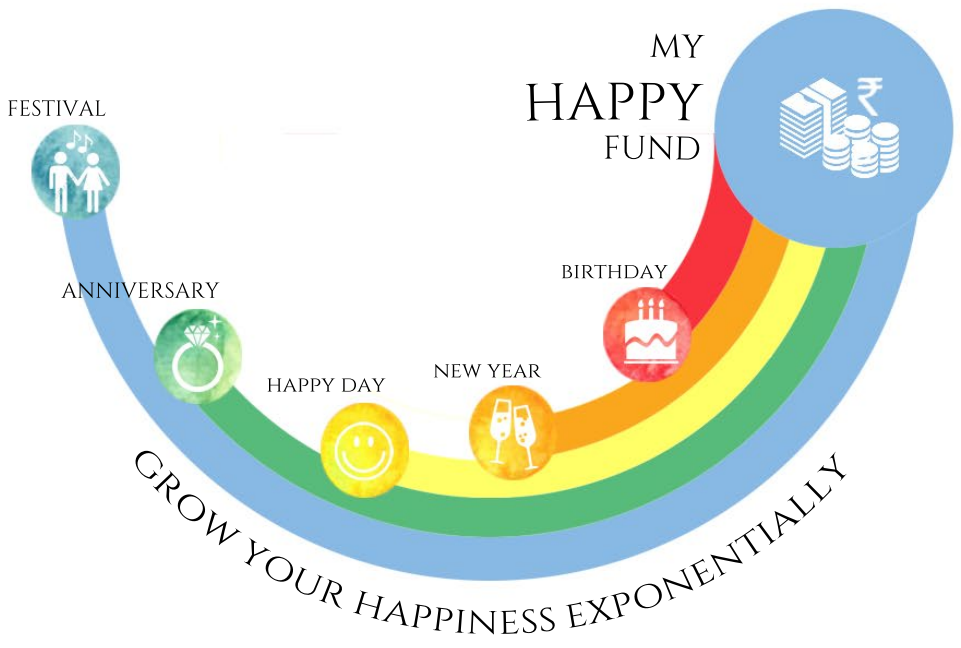 MY
HAPPY
FUND
FESTIVAL
ANNIVERSARY
HAPPY DAY
NEW YEAR
BIRTHDAY
₹
GROW YOUR HAPPINESS EXPONENTIALLY